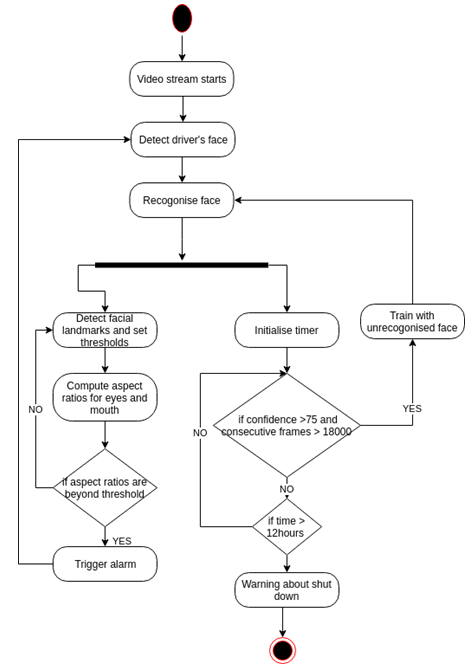 Video stream starts
Detect driver's face
Recogonise face
Detect facial
landmarks and set
thresholds
Initialise timer
Train with
unrecogonised face
Compute aspect
ratios for eyes and
mouth
NO
YES
NO
if confidence >75 and
consecutive frames > 18000
if aspect ratios are
beyond threshold
NO
if time >
12hours
YES
Trigger alarm
Warning about shut
down